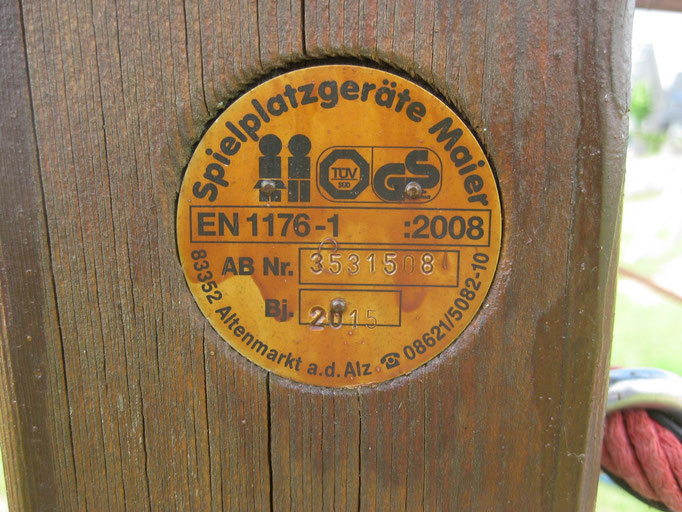 Spielplatzgeräte Maier
TÜV
SÜD
GS
EN 1176-1 :2008
AB Nr. 3531508
Bj. 2015
83352 Altenmarkt a.d.Alz ☎ 08621/5082-10